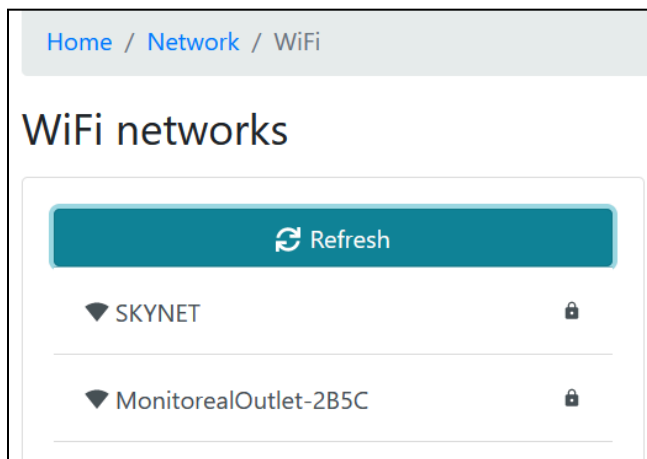 Home / Network / WiFi
WiFi networks
Refresh
SKYNET
MonitorealOutlet-2B5C